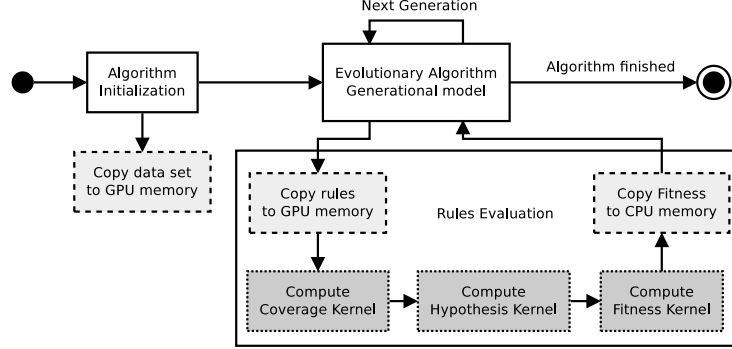 Next Generation
Algorithm
Initialization
Evolutionary Algorithm
Generational model
Algorithm finished
Copy data set
to GPU memory
Copy rules
to GPU memory
Rules Evaluation
Copy Fitness
to CPU memory
Compute
Coverage Kernel
Compute
Hypothesis Kernel
Compute
Fitness Kernel